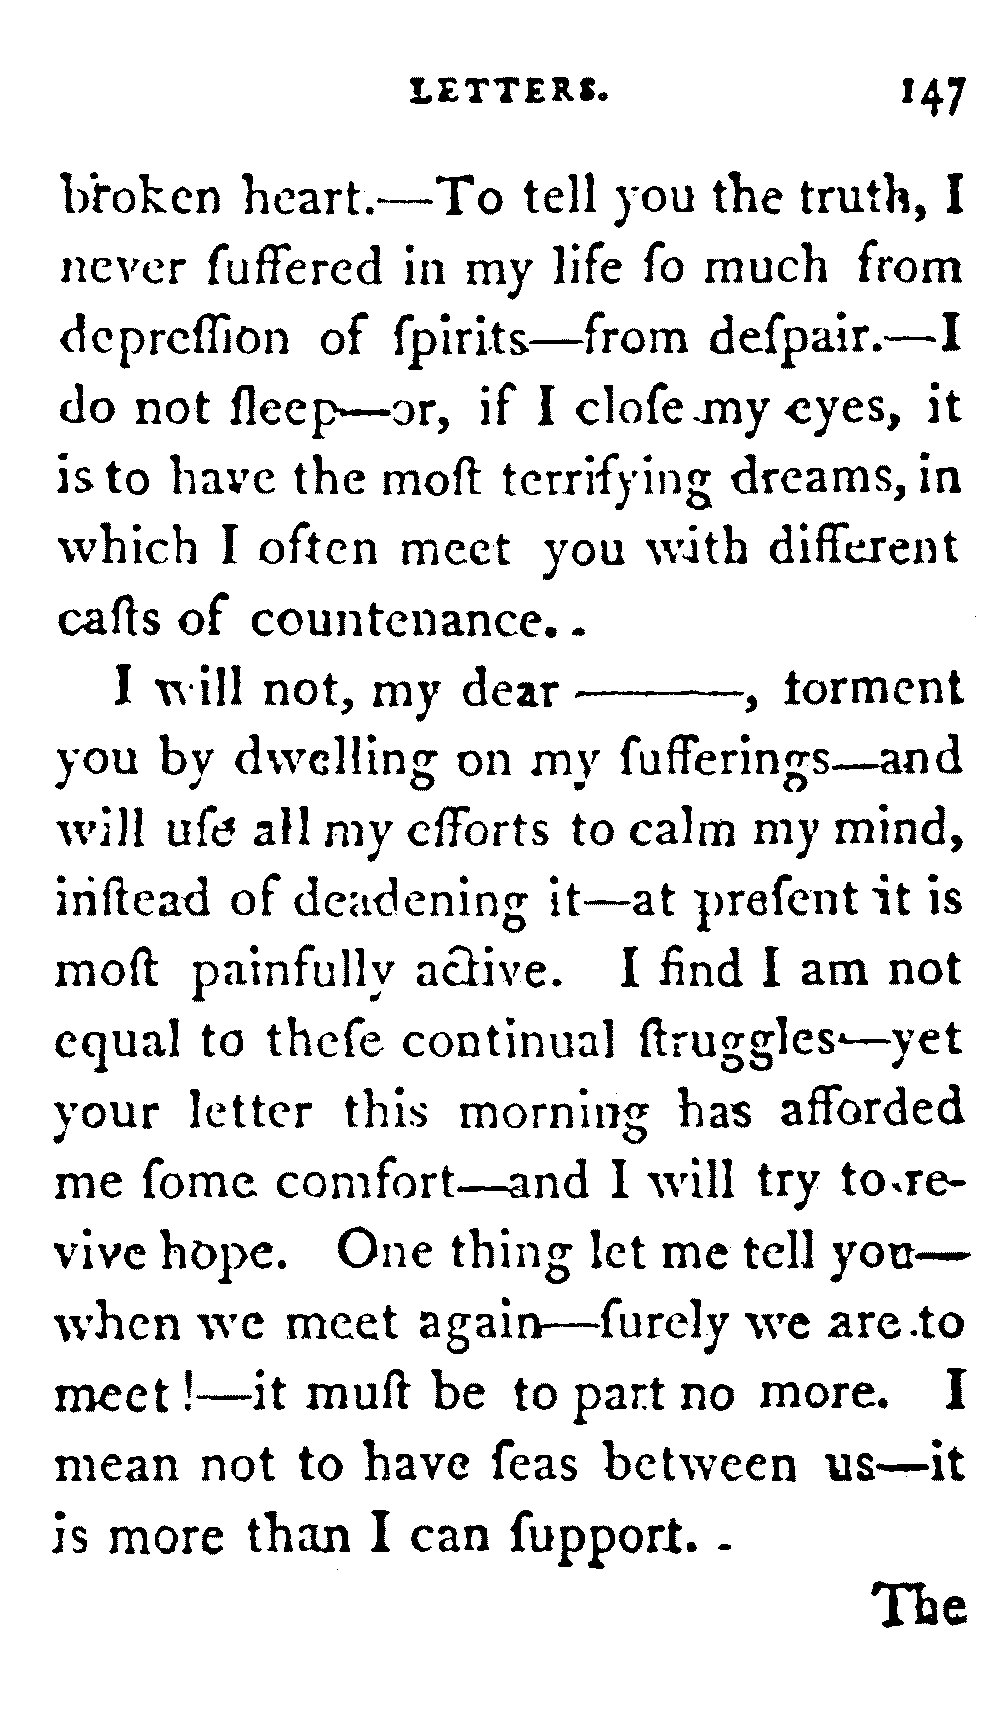 LETTERS. 147
broken heart.—To tell you the truth, I
never ſuffered in my life ſo much from
depreſſion of ſpirits—from deſpair.—I
do not ſleep—or, if I cloſe my eyes, it
is to have the moſt terrifying dreams, in
which I often meet you with different
caſts of countenance.
I will not, my dear ———, torment
you by dwelling on my ſufferings—and
will uſe all my efforts to calm my mind,
inſtead of deadening it—at preſent it is
moſt painfully active. I find I am not
equal to theſe continual ſtruggles—yet
your letter this morning has afforded
me ſome comfort—and I will try to re-
vive hope. One thing let me tell you—
when we meet again—ſurely we are to
meet!—it muſt be to part no more. I
mean not to have ſeas between us—it
is more than I can ſupport.
The